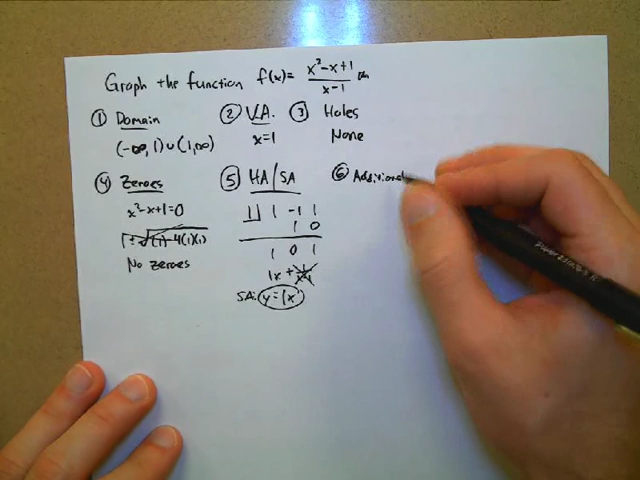 Graph the function f(x)= x²-x+1 / x-1
① Domain
(-∞, 1) ∪ (1, ∞)
② V.A.
x=1
③ Holes
None
④ Zeroes
x²-x+1=0
No zeroes
⑤ HA/SA
1 1 -1 1
1 0
1 0 1
1x +
SA: y=1x
⑥ Additional